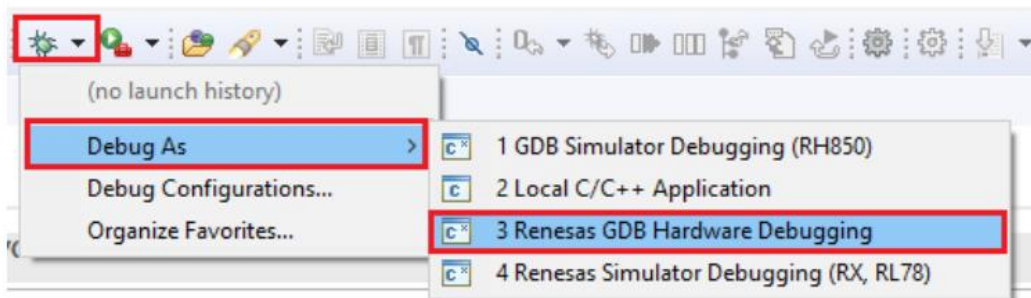 (no launch history)
Debug As
Debug Configurations...
Organize Favorites...
1 GDB Simulator Debugging (RH850)
2 Local C/C++ Application
3 Renesas GDB Hardware Debugging
4 Renesas Simulator Debugging (RX, RL78)